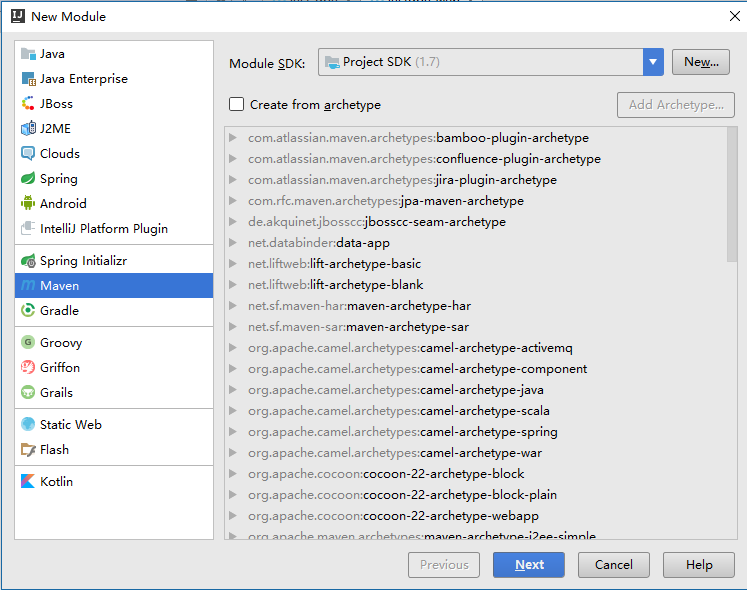 New Module
Java
Java Enterprise
JBoss
J2ME
Clouds
Spring
Android
IntelliJ Platform Plugin
Spring Initializr
Maven
Gradle
Groovy
Griffon
Grails
Static Web
Flash
Kotlin
Module SDK: Project SDK (1.7) New...
Create from archetype Add Archetype...
com.atlassian.maven.archetypes:bamboo-plugin-archetype
com.atlassian.maven.archetypes:confluence-plugin-archetype
com.atlassian.maven.archetypes:jira-plugin-archetype
com.rfc.maven.archetypes:jpa-maven-archetype
de.akquinet.jbosscc:jbosscc-seam-archetype
net.databinder:data-app
net.liftweb:lift-archetype-basic
net.liftweb:lift-archetype-blank
net.sf.maven-har:maven-archetype-har
net.sf.maven-sar:maven-archetype-sar
org.apache.camel.archetypes:camel-archetype-activemq
org.apache.camel.archetypes:camel-archetype-component
org.apache.camel.archetypes:camel-archetype-java
org.apache.camel.archetypes:camel-archetype-scala
org.apache.camel.archetypes:camel-archetype-spring
org.apache.camel.archetypes:camel-archetype-war
org.apache.cocoon:cocoon-22-archetype-block
org.apache.cocoon:cocoon-22-archetype-block-plain
org.apache.cocoon:cocoon-22-archetype-webapp
org.apache.maven.archetypes:maven-archetype-j2ee-simple
Previous Next Cancel Help